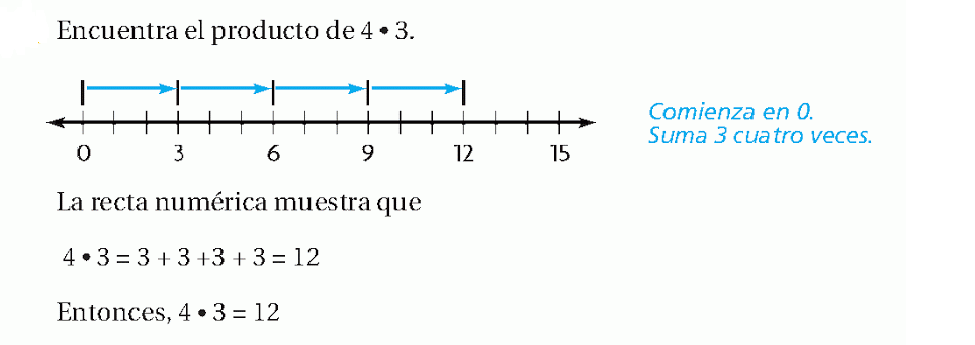 Encuentra el producto de 4 • 3.
0 3 6 9 12 15
Comienza en 0.
Suma 3 cuatro veces.
La recta numérica muestra que
4 • 3 = 3 + 3 +3 + 3 = 12
Entonces, 4 • 3 = 12